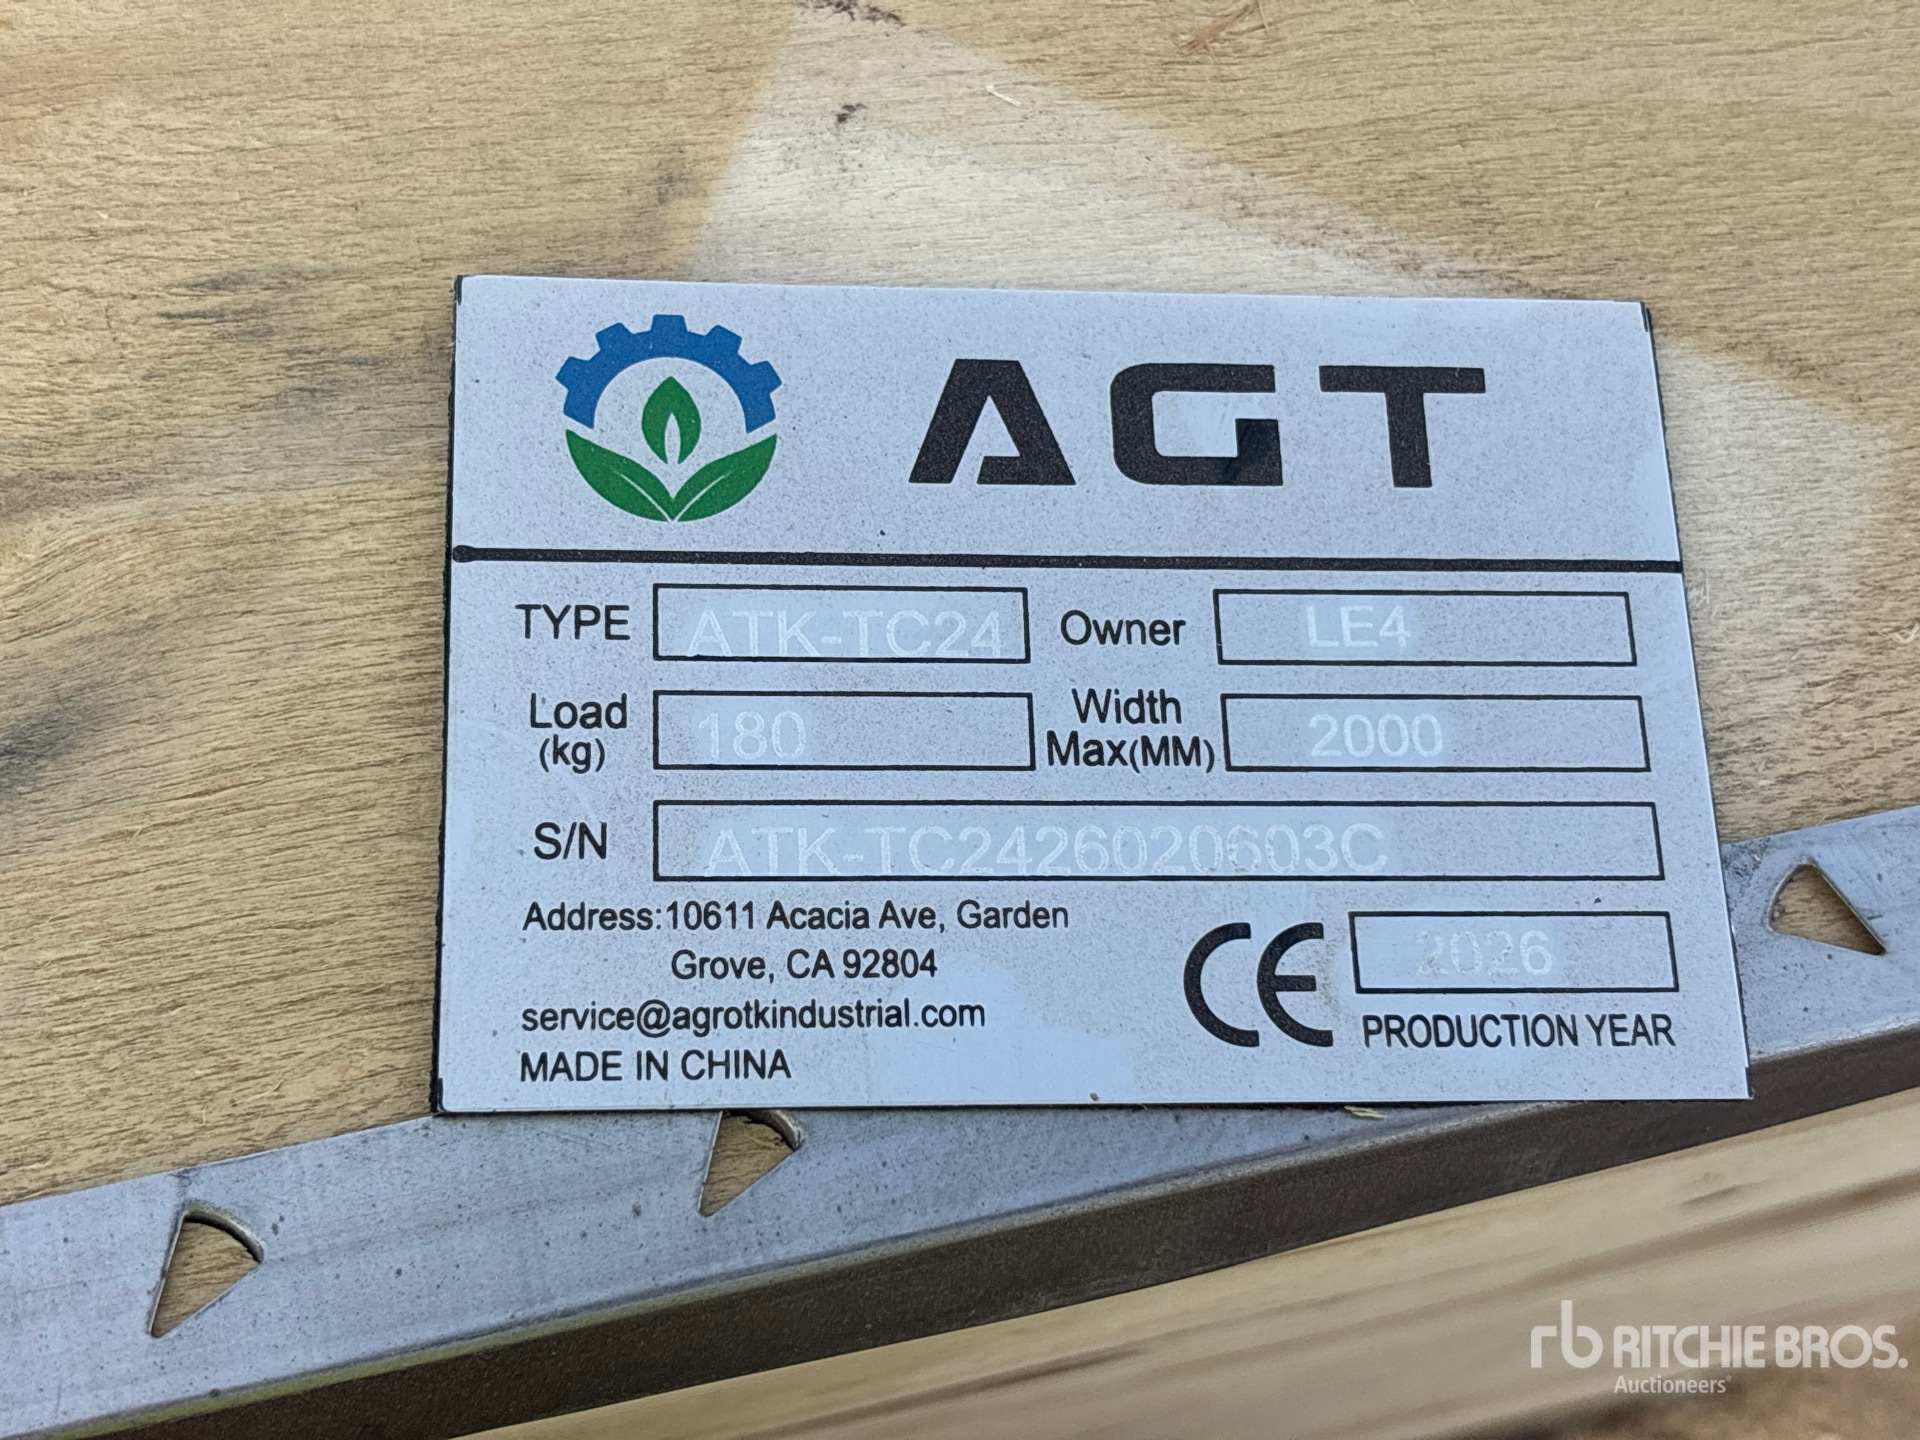 AGT
TYPE ATK-TC24 Owner LE4
Load (kg) 180 Width Max(MM) 2000
S/N ATK-TC2426020603C
Address:10611 Acacia Ave, Garden
Grove, CA 92804
service@agrotkindustrial.com
MADE IN CHINA
CE 2026
PRODUCTION YEAR
rb RITCHIE BROS.
Auctioneers